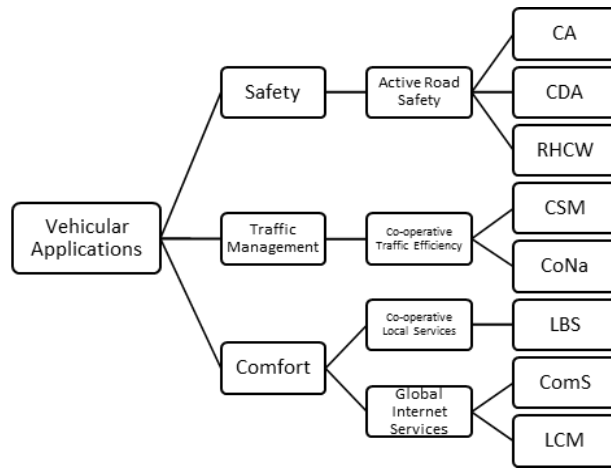 Vehicular
Applications
Safety
Active Road
Safety
CA
CDA
RHCW
Traffic
Management
Co-operative
Traffic Efficiency
CSM
CoNa
Comfort
Co-operative
Local Services
LBS
Global
Internet
Services
ComS
LCM